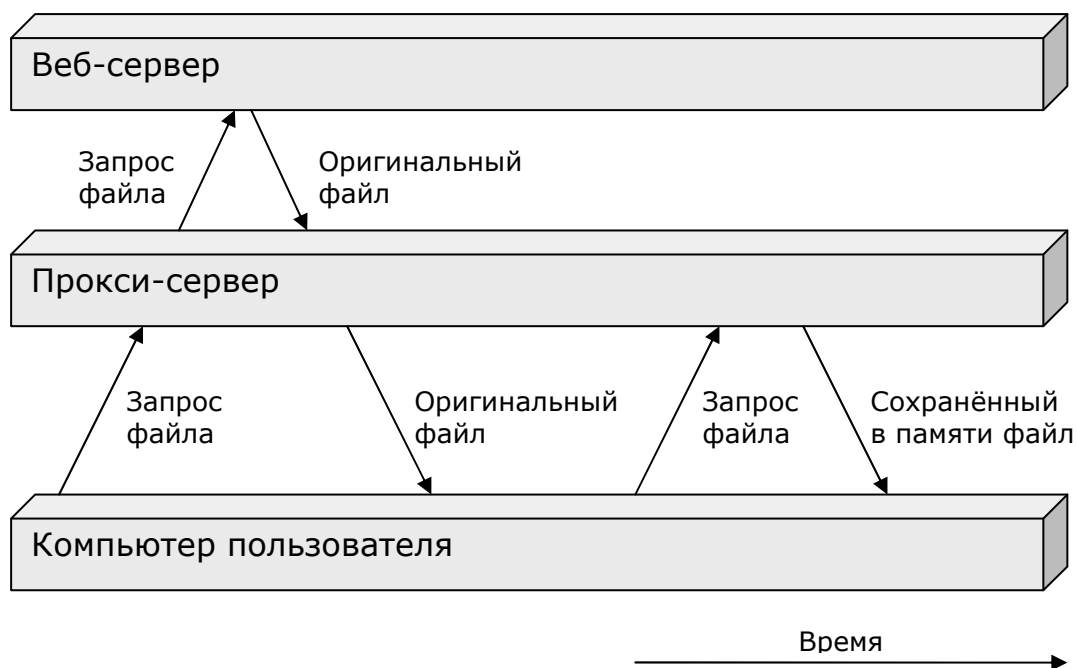 Веб-сервер
Запрос
файла
Оригинальный
файл
Прокси-сервер
Запрос
файла
Оригинальный
файл
Запрос
файла
Сохранённый
в памяти файл
Компьютер пользователя
Время